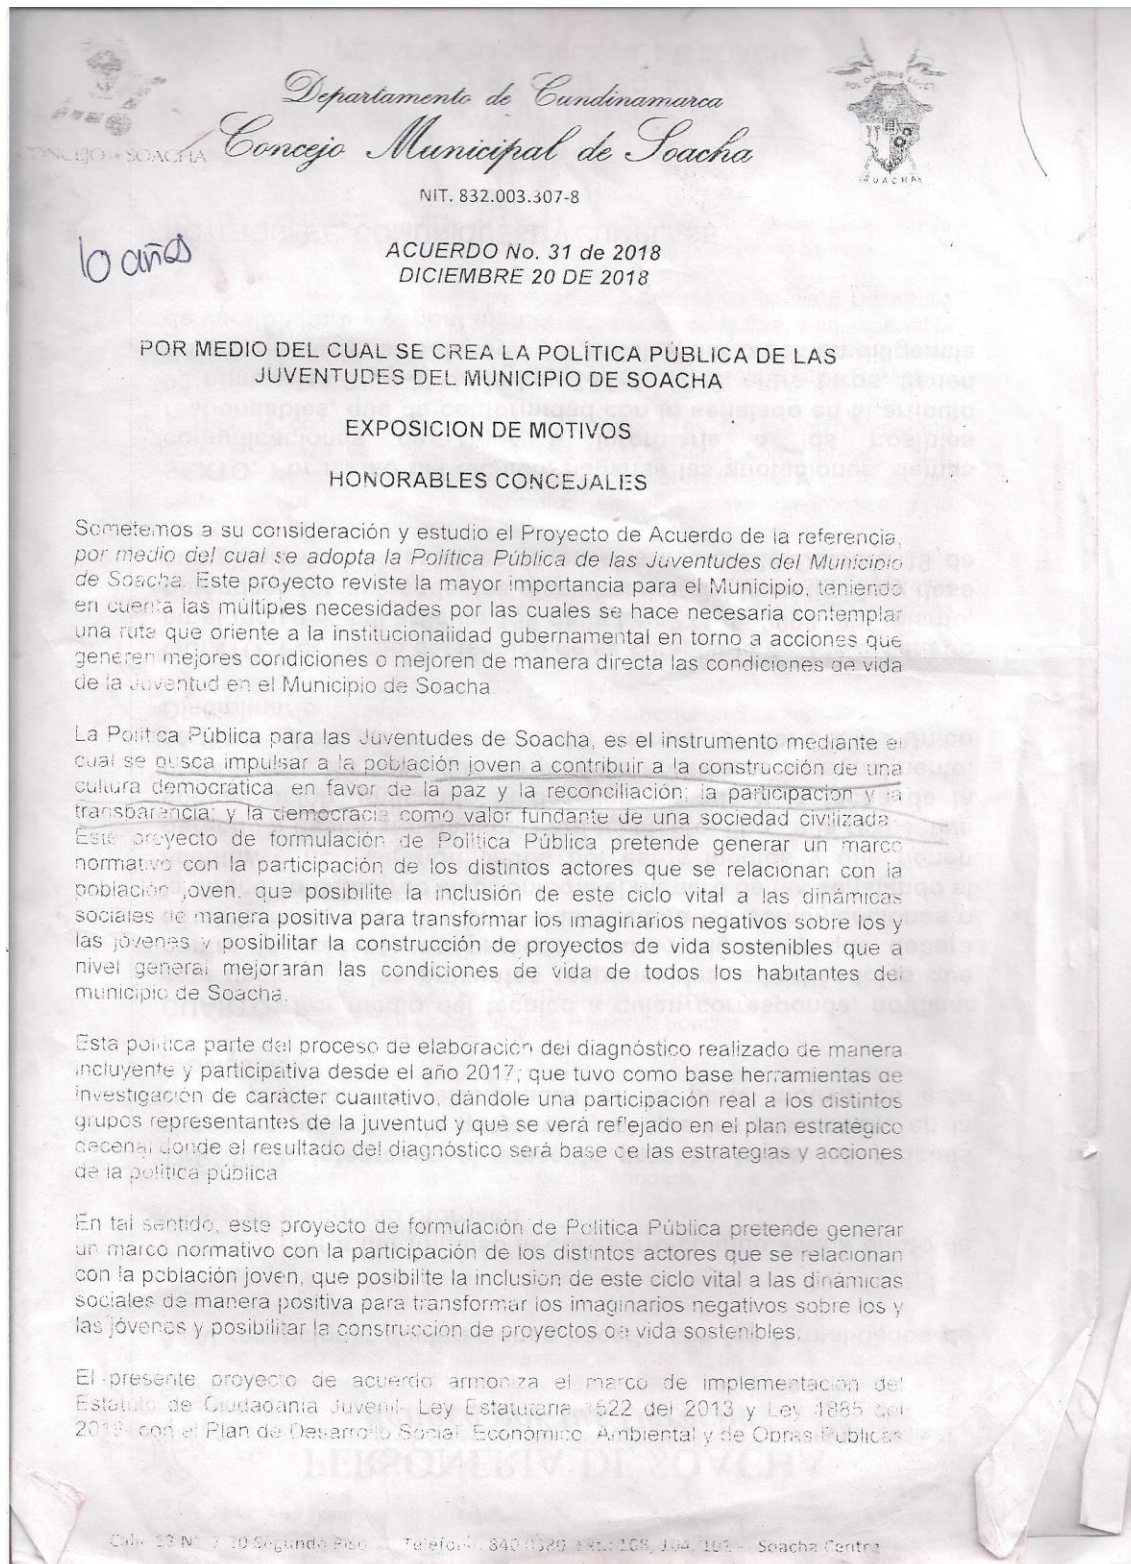 Departamento de Cundinamarca
Concejo Municipal de Soacha
CONCEJO DE SOACHA
SUACHA
NIT. 832.003.307-8
10 años
ACUERDO No. 31 de 2018
DICIEMBRE 20 DE 2018
POR MEDIO DEL CUAL SE CREA LA POLÍTICA PÚBLICA DE LAS
JUVENTUDES DEL MUNICIPIO DE SOACHA
EXPOSICION DE MOTIVOS
HONORABLES CONCEJALES
Sometemos a su consideración y estudio el Proyecto de Acuerdo de la referencia,
por medio del cual se adopta la Política Pública de las Juventudes del Municipio
de Soacha. Este proyecto reviste la mayor importancia para el Municipio, teniendo
en cuenta las múltiples necesidades por las cuales se hace necesaria contemplar
una ruta que oriente a la institucionalidad gubernamental en torno a acciones que
generen mejores condiciones o mejoren de manera directa las condiciones de vida
de la Juventud en el Municipio de Soacha.
La Política Pública para las Juventudes de Soacha, es el instrumento mediante el
cual se busca impulsar a la población joven a contribuir a la construcción de una
cultura democrática, en favor de la paz y la reconciliación; la participación y la
transparencia; y la democracia como valor fundante de una sociedad civilizada.
Este proyecto de formulación de Política Pública pretende generar un marco
normativo con la participación de los distintos actores que se relacionan con la
población joven, que posibilite la inclusión de este ciclo vital a las dinámicas
sociales de manera positiva para transformar los imaginarios negativos sobre los y
las jóvenes y posibilitar la construcción de proyectos de vida sostenibles que a
nivel general mejorarán las condiciones de vida de todos los habitantes del
municipio de Soacha.
Esta política parte del proceso de elaboración del diagnóstico realizado de manera
incluyente y participativa desde el año 2017; que tuvo como base herramientas de
investigación de carácter cualitativo, dándole una participación real a los distintos
grupos representantes de la juventud y que se verá reflejado en el plan estratégico
decenal donde el resultado del diagnóstico será base de las estrategias y acciones
de la política pública
En tal sentido, este proyecto de formulación de Política Pública pretende generar
un marco normativo con la participación de los distintos actores que se relacionan
con la población joven, que posibilite la inclusión de este ciclo vital a las dinámicas
sociales de manera positiva para transformar los imaginarios negativos sobre los y
las jóvenes y posibilitar la construccion de proyectos de vida sostenibles.
El presente proyecto de acuerdo armoniza el marco de implementación del
Estatuto de Ciudadanía Juvenil- Ley Estatutaria 1622 del 2013 y Ley 1885 del
2018, con el Plan de Desarrollo Social, Económico, Ambiental y de Obras Públicas
Segundo Piso Teléfono 840 0380 Ext.: 103, 104, Soacha Centro